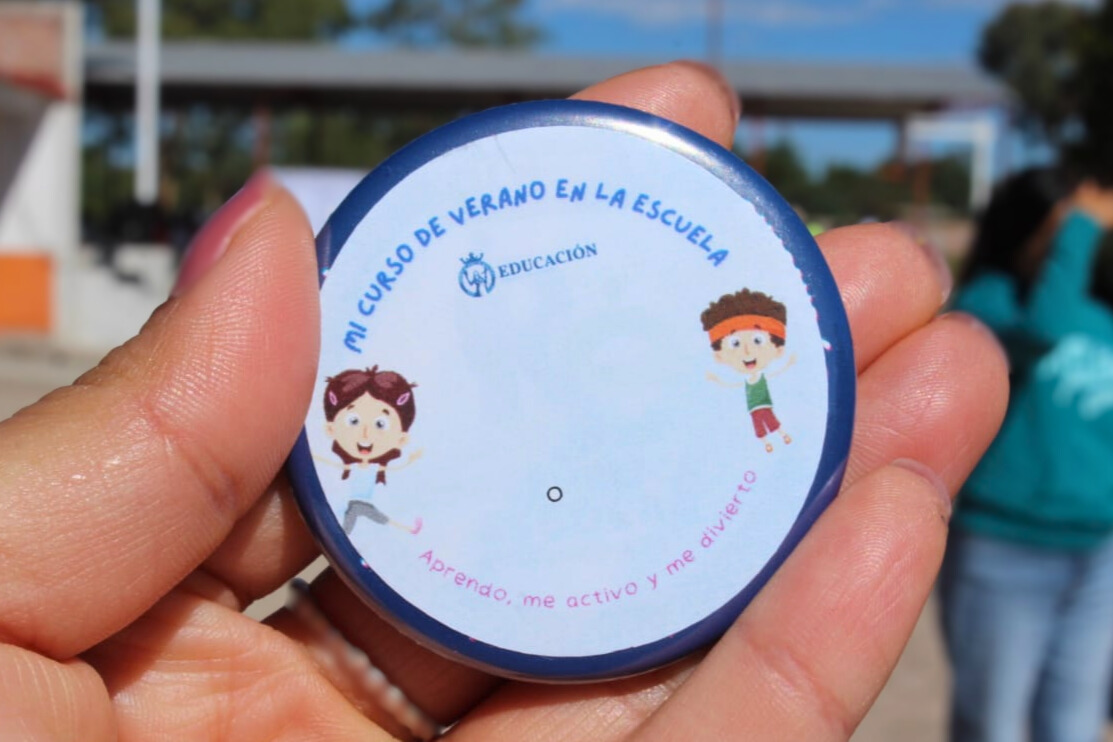 MI CURSO DE VERANO EN LA ESCUELA
EDUCACIÓN
Aprendo, me activo y me divierto